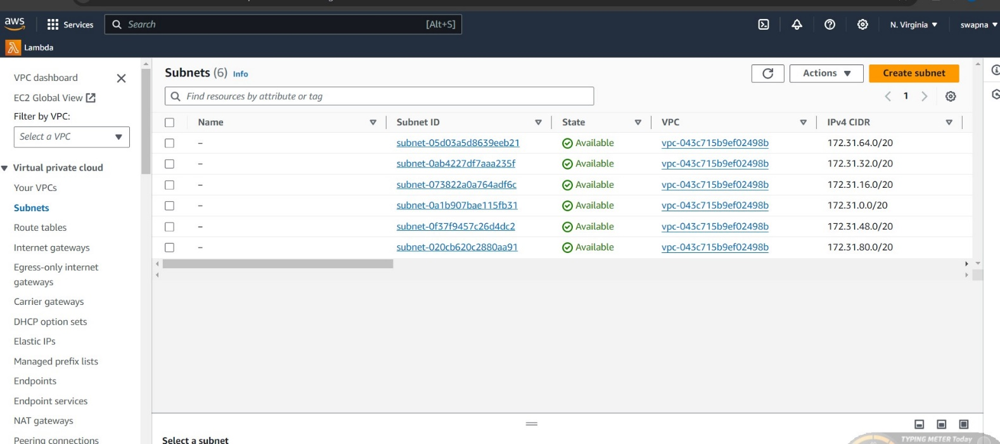 aws
Services
Search [Alt+S]
N. Virginia
swapna
Lambda
VPC dashboard
EC2 Global View
Filter by VPC:
Select a VPC
Virtual private cloud
Your VPCs
Subnets
Route tables
Internet gateways
Egress-only internet
gateways
Carrier gateways
DHCP option sets
Elastic IPs
Managed prefix lists
Endpoints
Endpoint services
NAT gateways
Peering connections
Subnets (6) Info
Actions
Create subnet
Find resources by attribute or tag
1
Name Subnet ID State VPC IPv4 CIDR
– subnet-05d03a5d8639eeb21 Available vpc-043c715b9ef02498b 172.31.64.0/20
– subnet-0ab4227df7aaa235f Available vpc-043c715b9ef02498b 172.31.32.0/20
– subnet-073822a0a764adf6c Available vpc-043c715b9ef02498b 172.31.16.0/20
– subnet-0a1b907bae115fb31 Available vpc-043c715b9ef02498b 172.31.0.0/20
– subnet-0f37f9457c26d4dc2 Available vpc-043c715b9ef02498b 172.31.48.0/20
– subnet-020cb620c2880aa91 Available vpc-043c715b9ef02498b 172.31.80.0/20
Select a subnet
TYPING METER Today